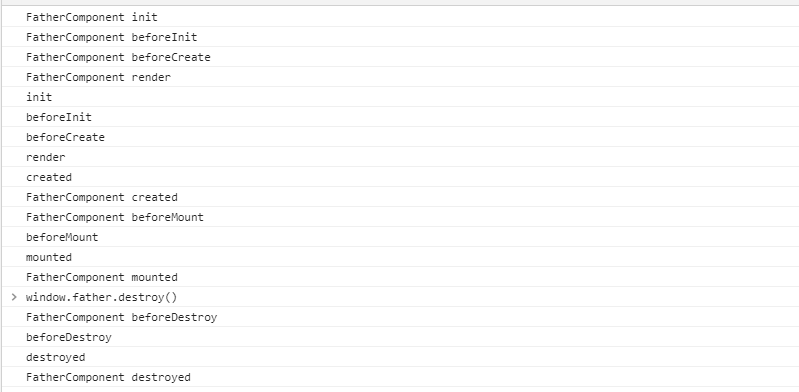 FatherComponent init
FatherComponent beforeInit
FatherComponent beforeCreate
FatherComponent render
init
beforeInit
beforeCreate
render
created
FatherComponent created
FatherComponent beforeMount
beforeMount
mounted
FatherComponent mounted
> window.father.destroy()
FatherComponent beforeDestroy
beforeDestroy
destroyed
FatherComponent destroyed